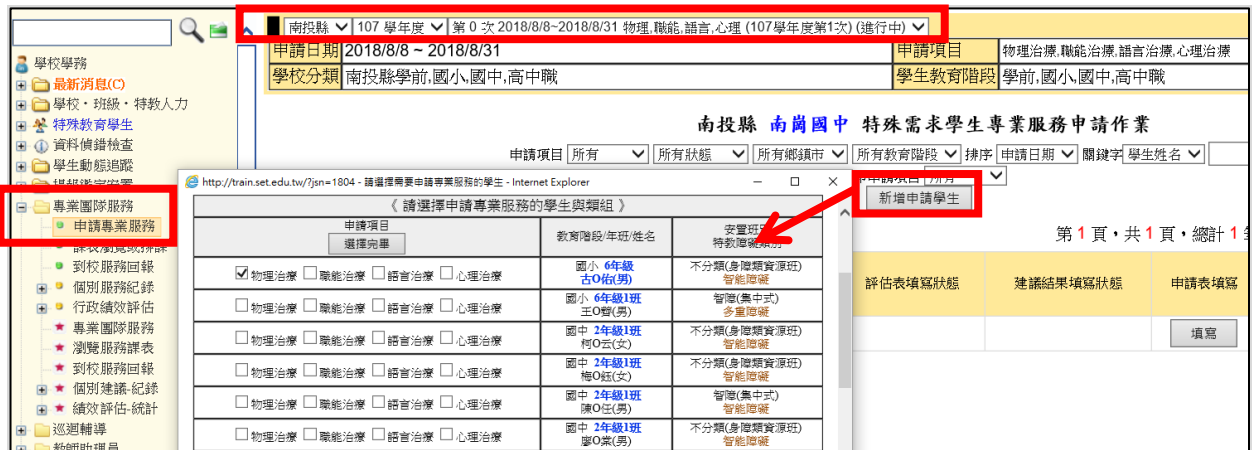 南投縣 107 學年度 第 0 次 2018/8/8~2018/8/31 物理,職能,語言,心理 (107學年度第1次) (進行中)
申請日期 2018/8/8 ~ 2018/8/31 申請項目 物理治療,職能治療,語言治療,心理治療
學校分類 南投縣學前,國小,國中,高中職 學生教育階段 學前,國小,國中,高中職
學校學務
最新消息(C)
學校・班級・特教人力
特殊教育學生
資料偵錯檢查
學生動態追蹤
提報鑑定安置
專業團隊服務
申請專業服務
課表瀏覽或排課
到校服務回報
個別服務紀錄
行政績效評估
專業團隊服務
瀏覽服務課表
到校服務回報
個別建議-紀錄
績效評估-統計
巡迴輔導
教師助理員
南投縣 南崗國中 特殊需求學生專業服務申請作業
申請項目 所有 所有狀態 所有鄉鎮市 所有教育階段 排序 申請日期 關鍵字 學生姓名
新增申請學生
第 1 頁,共 1 頁,總計 1
評估表填寫狀態 建議結果填寫狀態 申請表填寫
填寫
http://train.set.edu.tw/?jsn=1804 - 請選擇需要申請專業服務的學生 - Internet Explorer
《 請選擇申請專業服務的學生與類組 》
申請項目
選擇完畢
教育階段/年班/姓名
安置班別
特教障礙類別
物理治療 職能治療 語言治療 心理治療 國小 6年級 不分類(身障類資源班)
古O佑(男) 智能障礙
物理治療 職能治療 語言治療 心理治療 國小 6年級1班 智障(集中式)
王O瞽(男) 多重障礙
物理治療 職能治療 語言治療 心理治療 國中 2年級1班 不分類(身障類資源班)
柯O云(女) 智能障礙
物理治療 職能治療 語言治療 心理治療 國中 2年級1班 不分類(身障類資源班)
梅O鈺(女) 智能障礙
物理治療 職能治療 語言治療 心理治療 國中 2年級1班 智障(集中式)
陳O任(男) 智能障礙
物理治療 職能治療 語言治療 心理治療 國中 2年級1班 不分類(身障類資源班)
廖O棠(男) 智能障礙